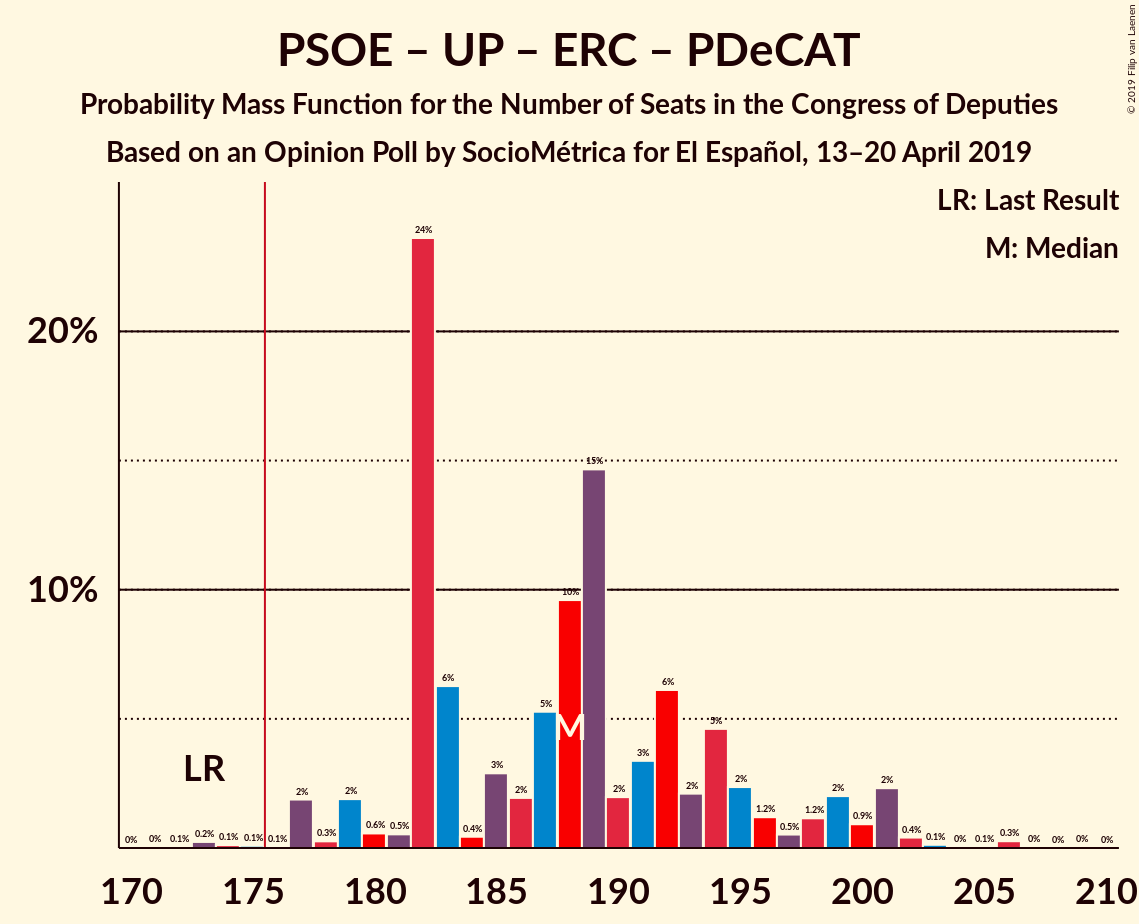 PSOE – UP – ERC – PDeCAT
Probability Mass Function for the Number of Seats in the Congress of Deputies
Based on an Opinion Poll by SocioMétrica for El Español, 13–20 April 2019
© 2019 Filip van Laenen
LR: Last Result
M: Median
20%
10%
LR
M
0% 0% 0.1% 0.2% 0.1% 0.1% 0.1% 2% 0.3% 2% 0.6% 0.5% 24% 6% 0.4% 3% 2% 5% 10% 15% 2% 3% 6% 2% 5% 2% 1.2% 0.5% 1.2% 2% 0.9% 2% 0.4% 0.1% 0% 0.1% 0.3% 0% 0% 0% 0%
170 175 180 185 190 195 200 205 210